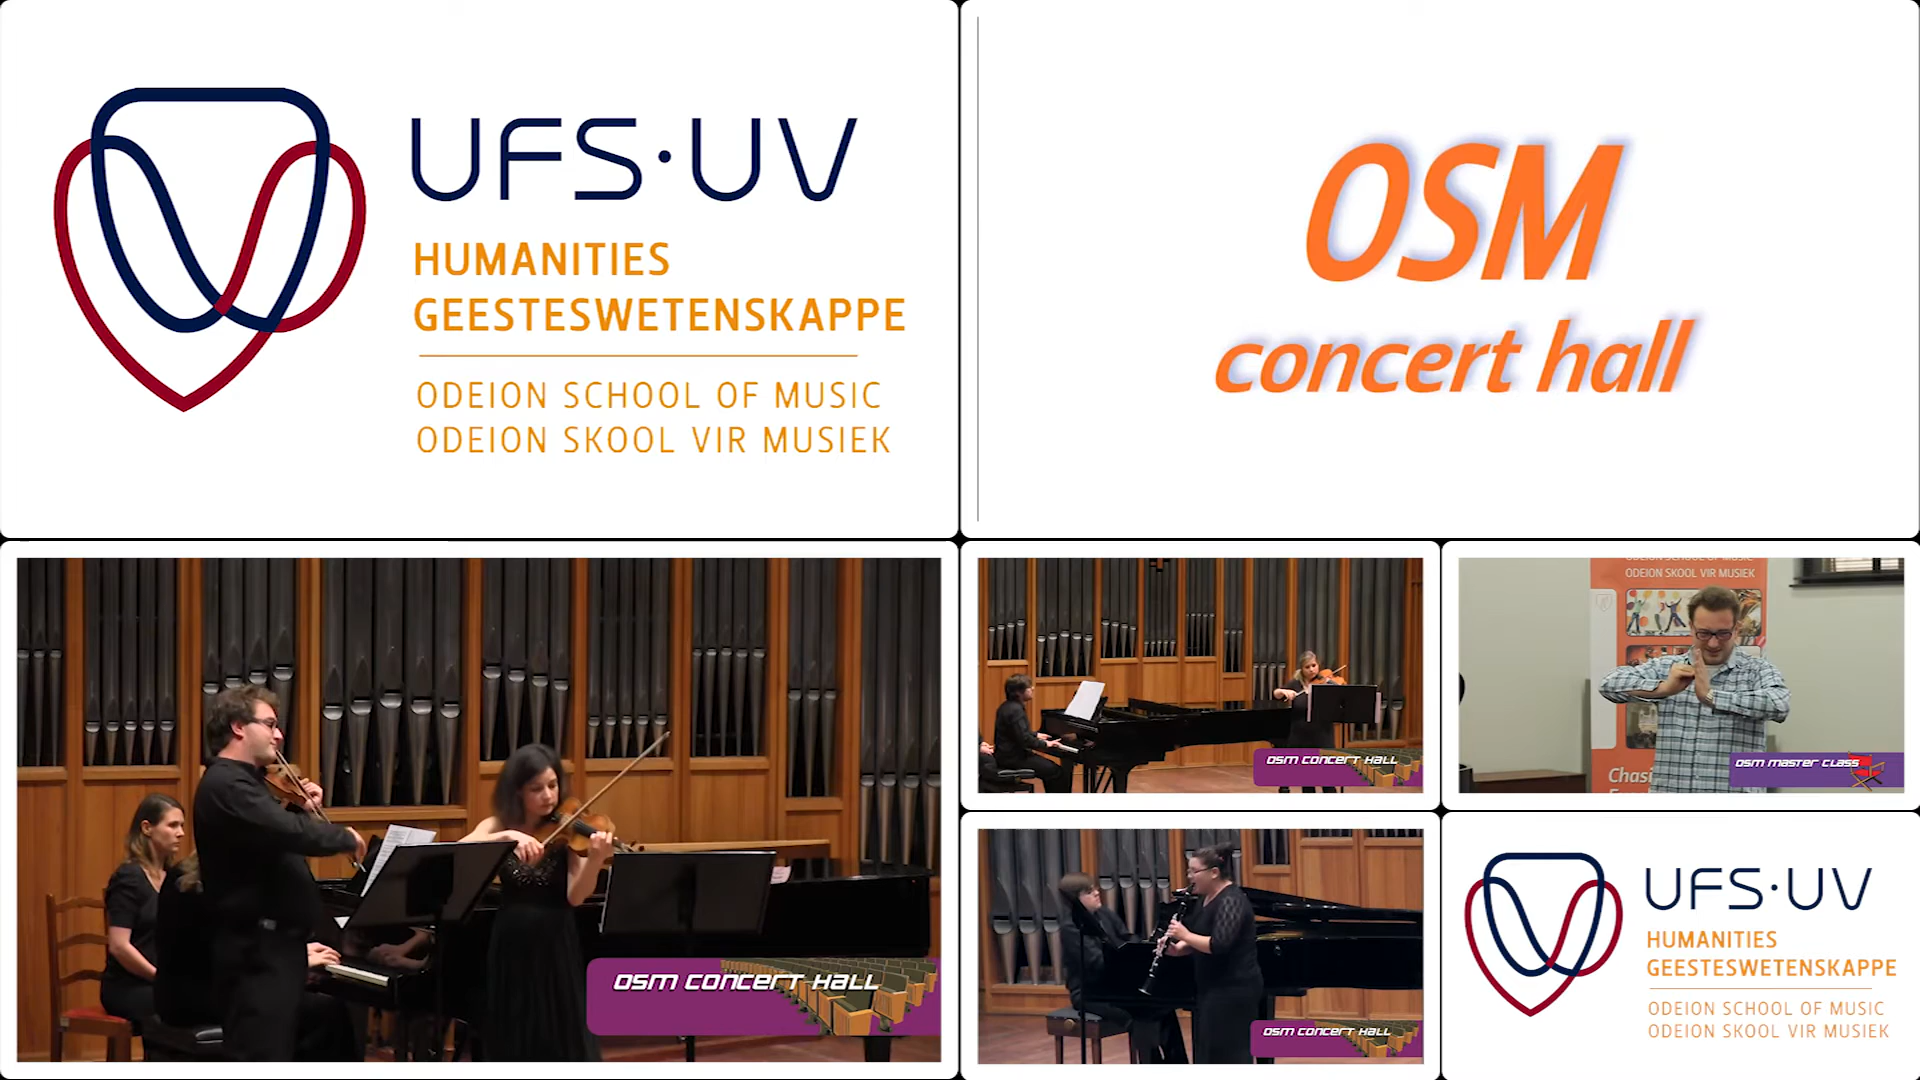 UFS·UV
HUMANITIES
GEESTESWETENSKAPPE
ODEION SCHOOL OF MUSIC
ODEION SKOOL VIR MUSIEK
OSM
concert hall
OSM CONCERT HALL
OSM CONCERT HALL
ODEION SKOOL VIR MUSIEK
Chasi
OSM MASTER CLASS
OSM CONCERT HALL
UFS·UV
HUMANITIES
GEESTESWETENSKAPPE
ODEION SCHOOL OF MUSIC
ODEION SKOOL VIR MUSIEK